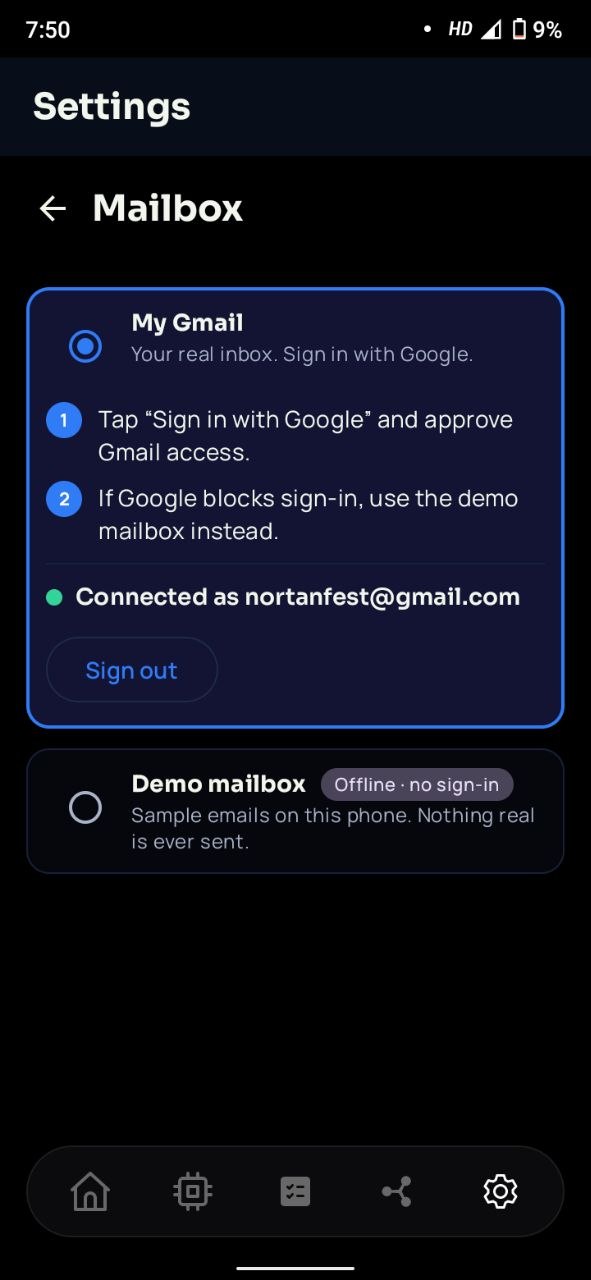 7:50
HD 9%
Settings
Mailbox
My Gmail
Your real inbox. Sign in with Google.
1 Tap “Sign in with Google” and approve
Gmail access.
2 If Google blocks sign-in, use the demo
mailbox instead.
Connected as nortanfest@gmail.com
Sign out
Demo mailbox Offline · no sign-in
Sample emails on this phone. Nothing real
is ever sent.